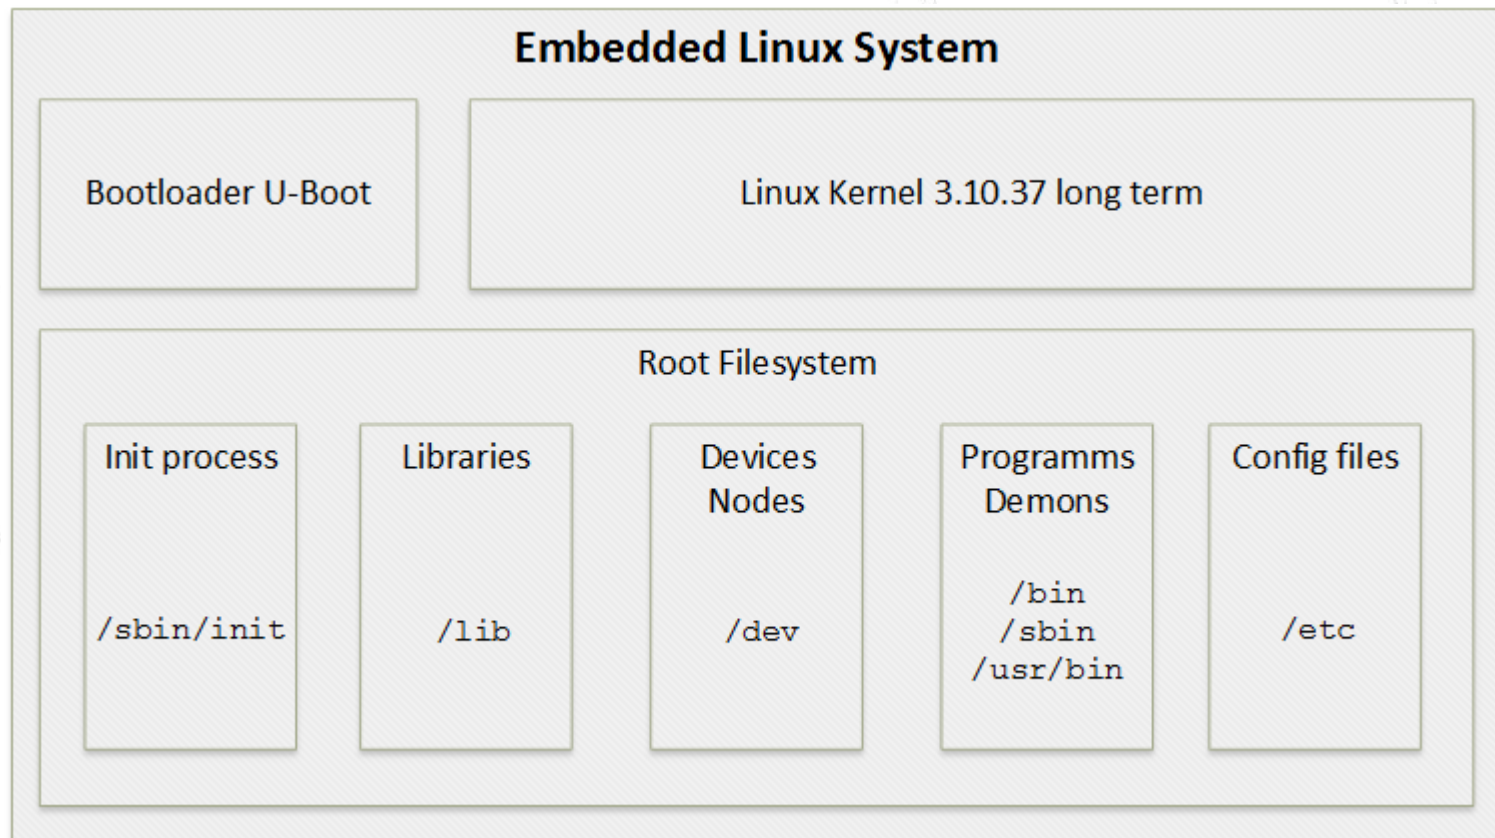 Embedded Linux System
Bootloader U-Boot
Linux Kernel 3.10.37 long term
Root Filesystem
Init process
/sbin/init
Libraries
/lib
Devices
Nodes
/dev
Programms
Demons
/bin
/sbin
/usr/bin
Config files
/etc